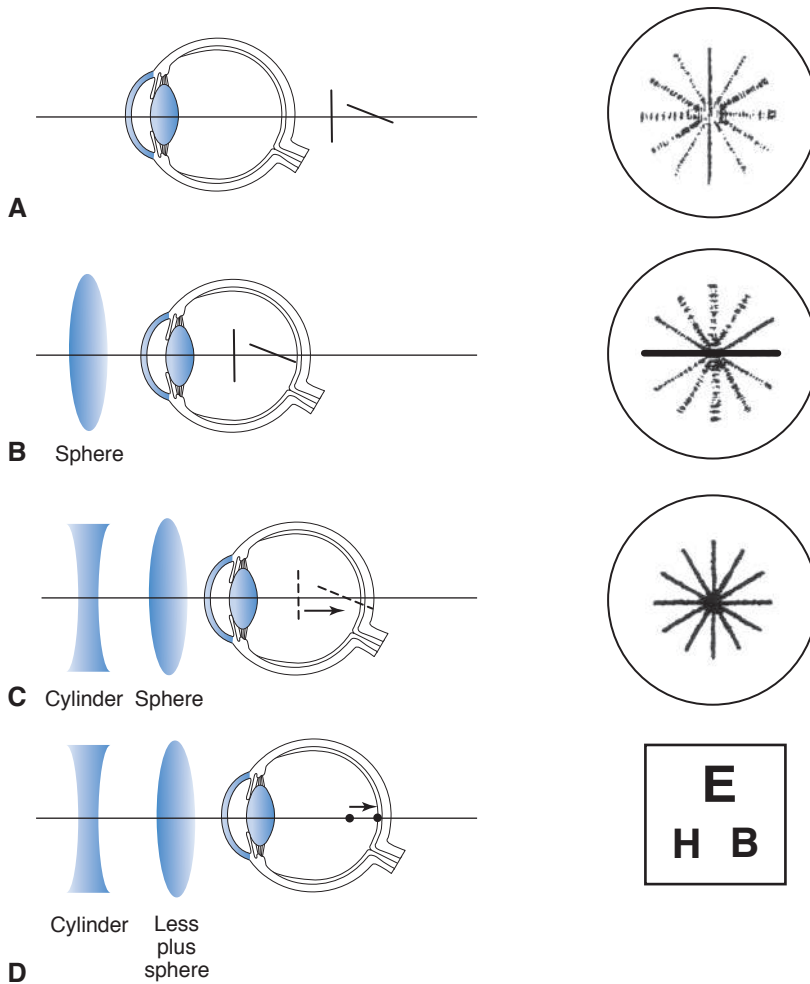 A
B
Sphere
C
Cylinder Sphere
E
H B
Cylinder
Less
plus
sphere
D